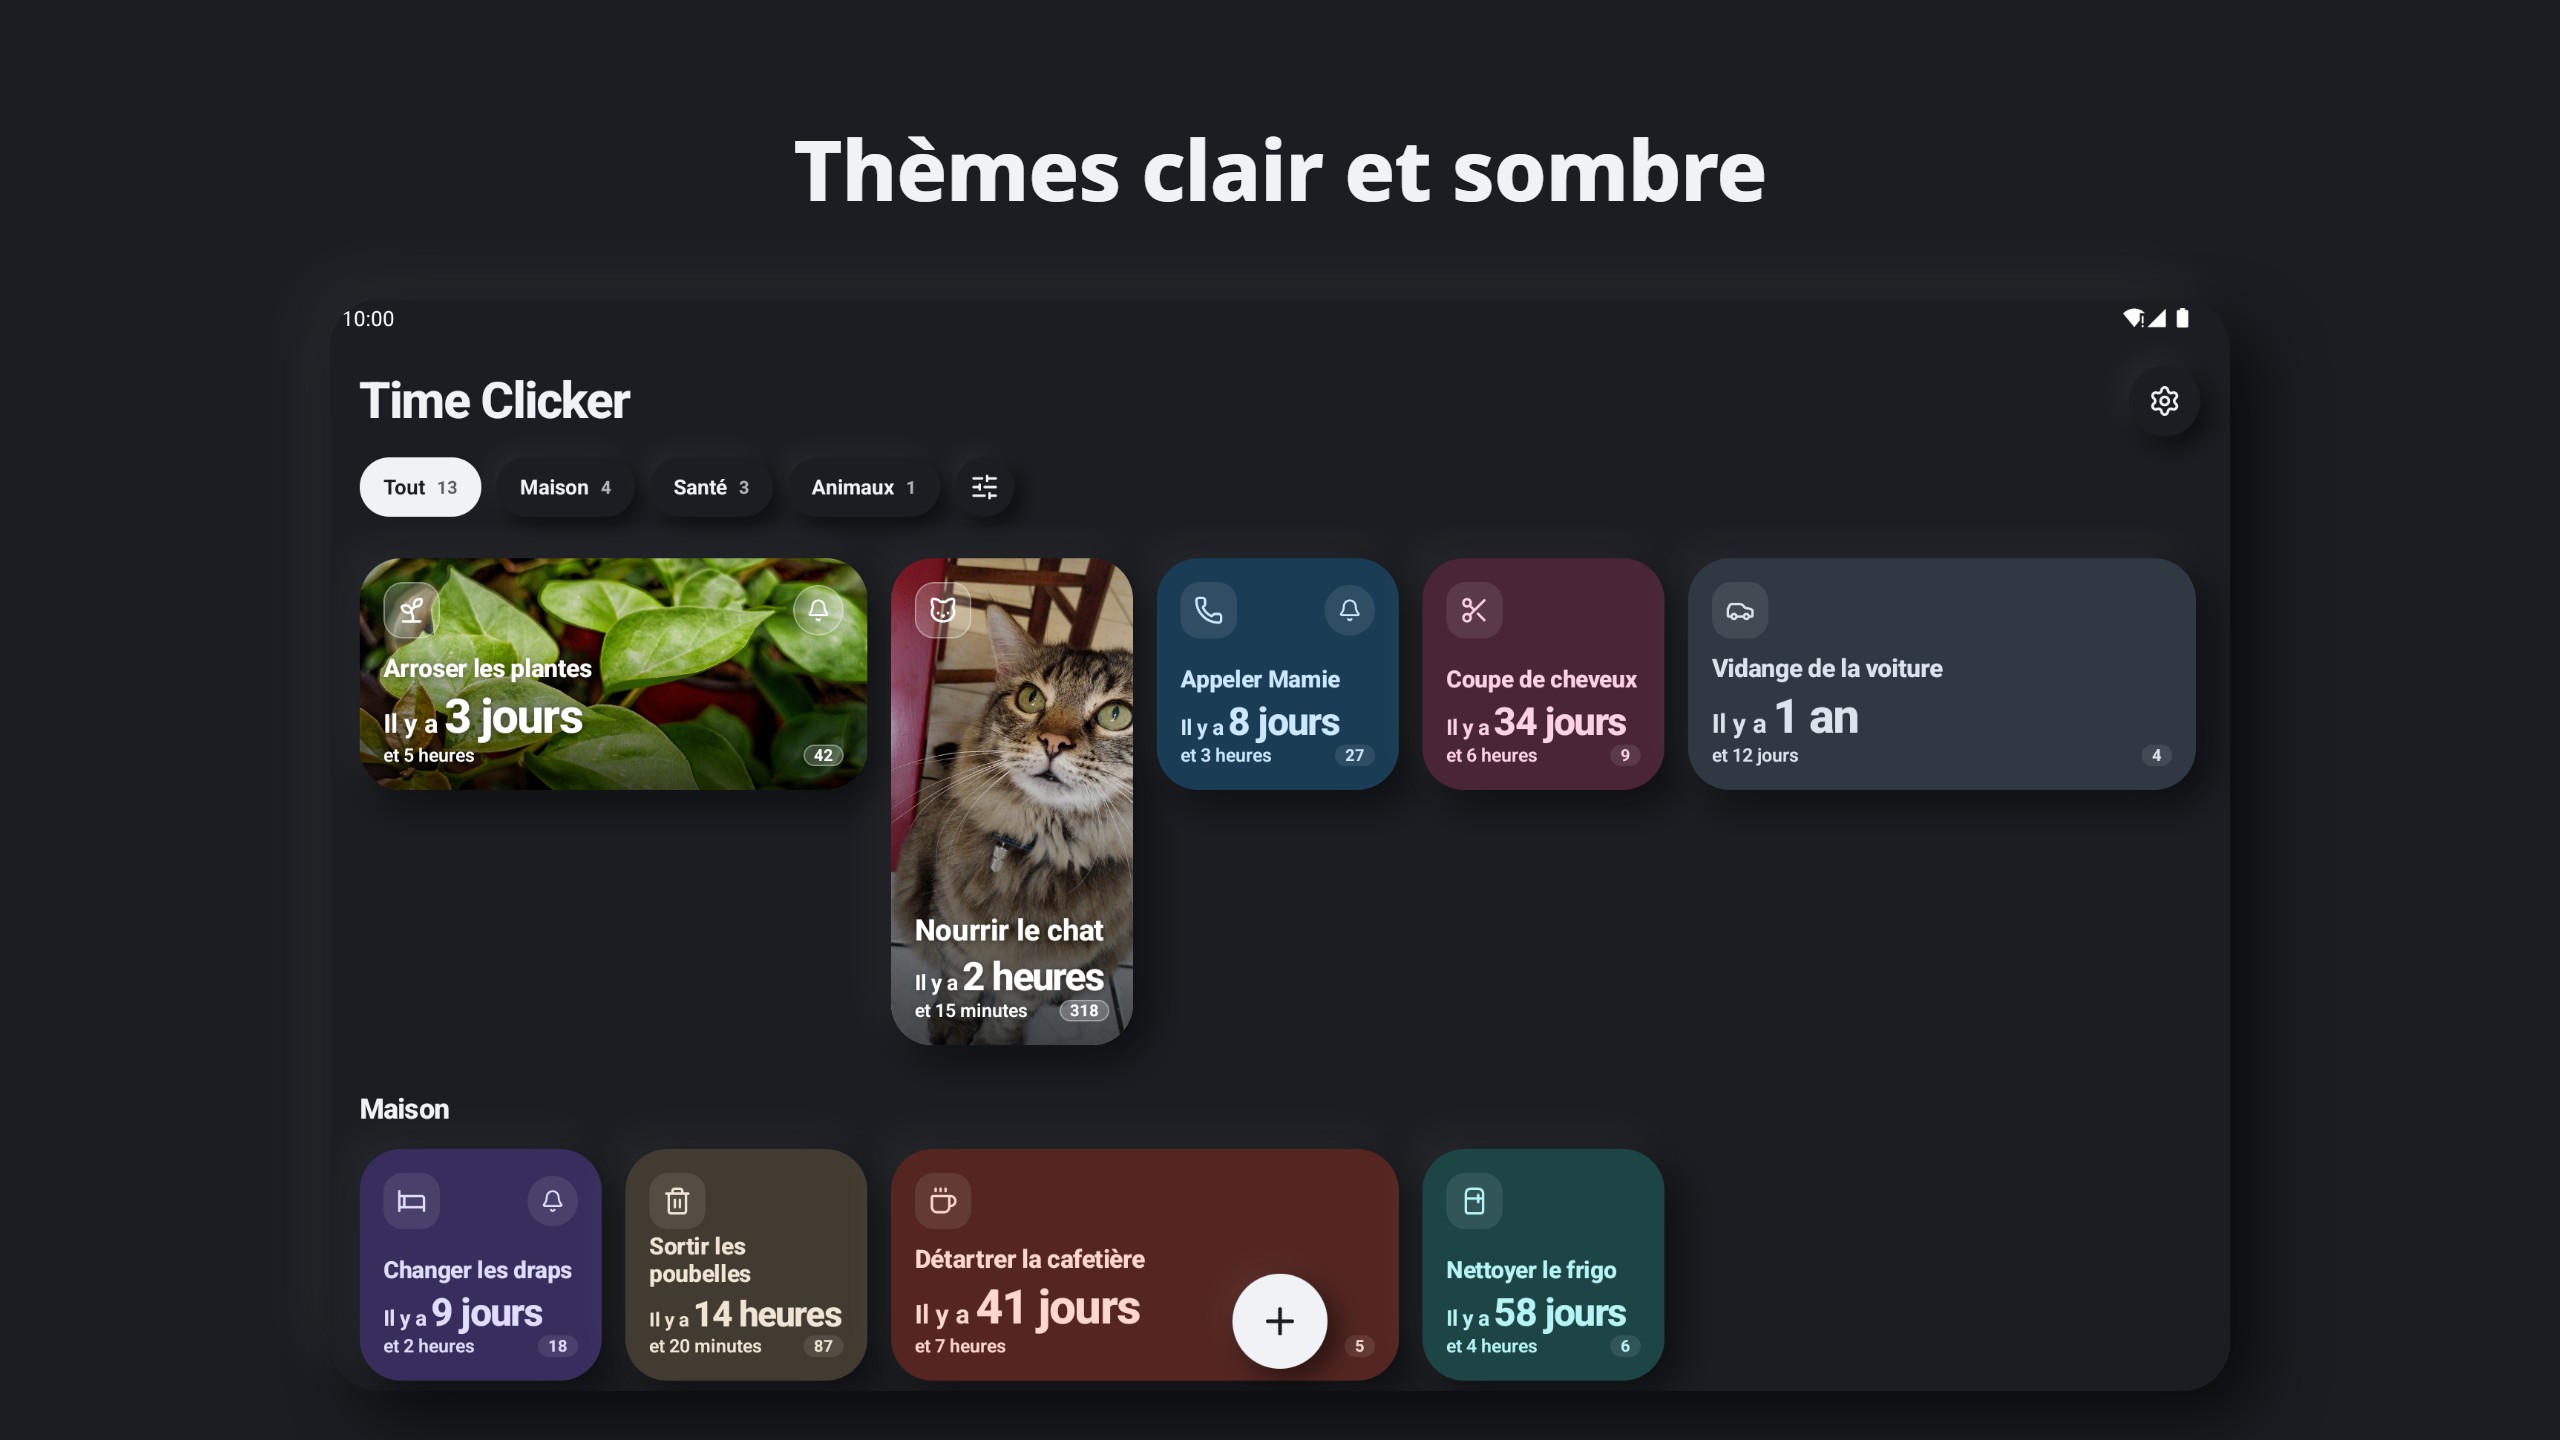 Thèmes clair et sombre
10:00
Time Clicker
Tout 13
Maison 4
Santé 3
Animaux 1
Arroser les plantes
Il y a 3 jours
et 5 heures
42
Nourrir le chat
Il y a 2 heures
et 15 minutes
318
Appeler Mamie
Il y a 8 jours
et 3 heures
27
Coupe de cheveux
Il y a 34 jours
et 6 heures
9
Vidange de la voiture
Il y a 1 an
et 12 jours
4
Maison
Changer les draps
Il y a 9 jours
et 2 heures
18
Sortir les
poubelles
Il y a 14 heures
et 20 minutes
87
Détartrer la cafetière
Il y a 41 jours
et 7 heures
5
Nettoyer le frigo
Il y a 58 jours
et 4 heures
6